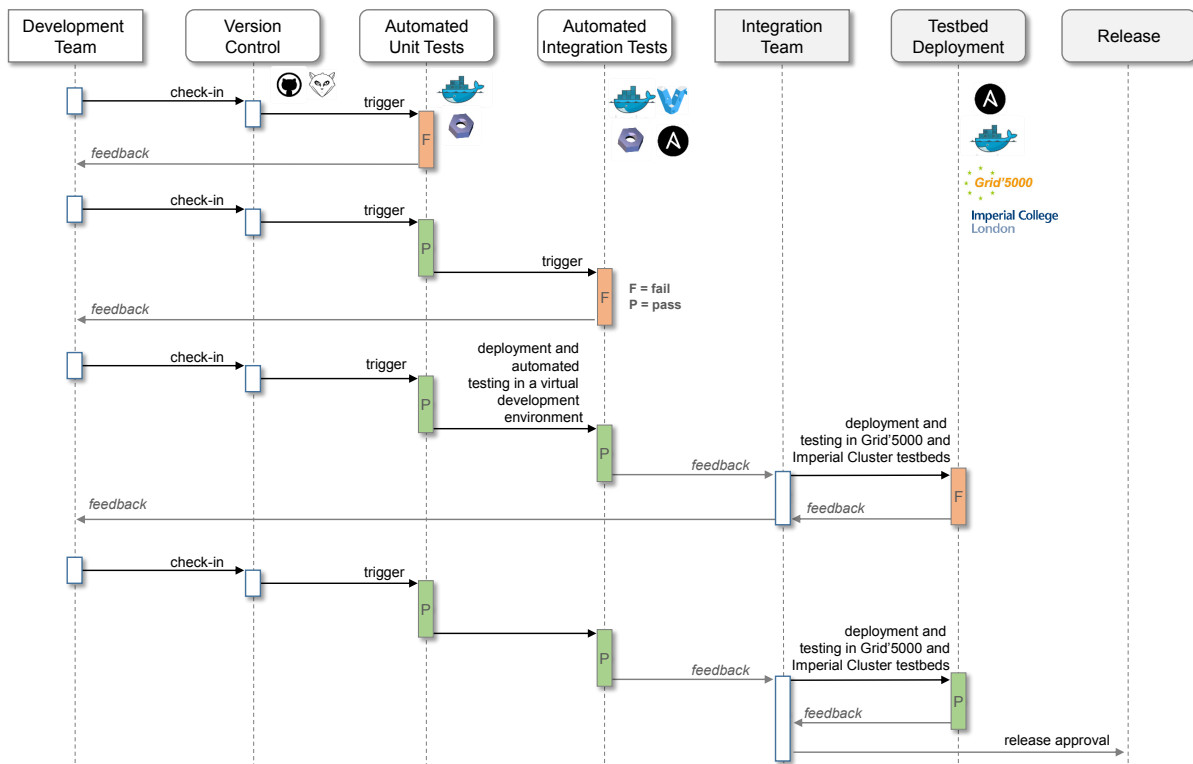 Development
Team
Version
Control
Automated
Unit Tests
Automated
Integration Tests
Integration
Team
Testbed
Deployment
Release
check-in
trigger
F
feedback
Grid'5000
Imperial College
London
check-in
trigger
P
trigger
F
F = fail
P = pass
feedback
check-in
trigger
P
deployment and
automated
testing in a virtual
development
environment
P
feedback
deployment and
testing in Grid'5000 and
Imperial Cluster testbeds
F
feedback
feedback
check-in
trigger
P
P
feedback
deployment and
testing in Grid'5000 and
Imperial Cluster testbeds
P
feedback
release approval